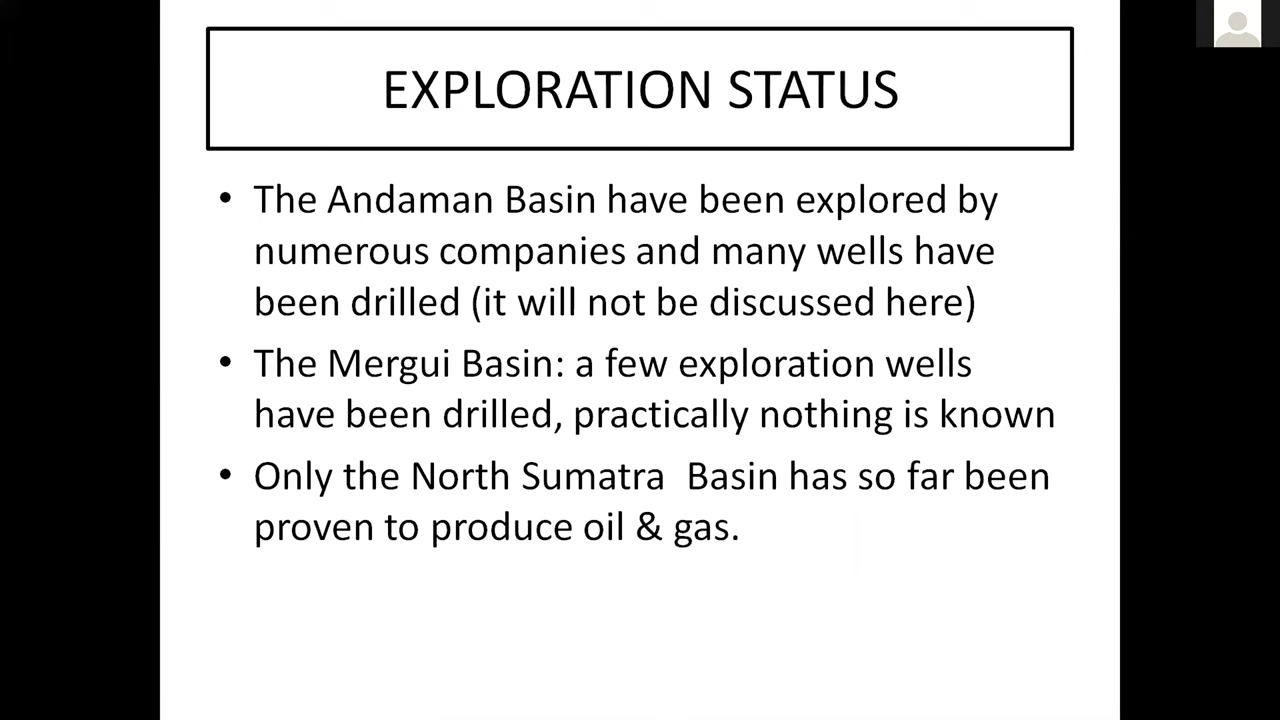 EXPLORATION STATUS
• The Andaman Basin have been explored by
numerous companies and many wells have
been drilled (it will not be discussed here)
• The Mergui Basin: a few exploration wells
have been drilled, practically nothing is known
• Only the North Sumatra  Basin has so far been
proven to produce oil & gas.